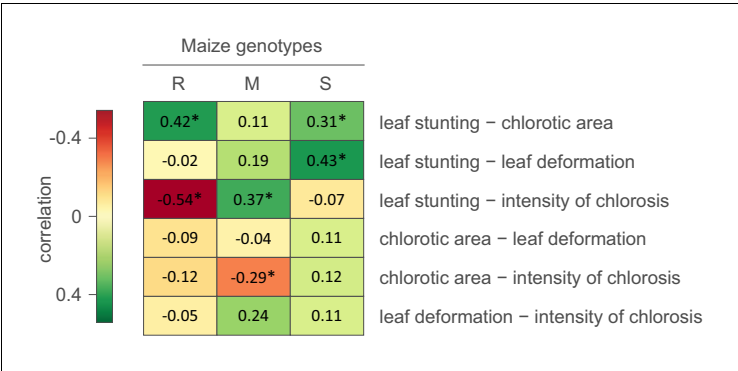 Maize genotypes
R M S
0.42* 0.11 0.31* leaf stunting − chlorotic area
-0.02 0.19 0.43* leaf stunting − leaf deformation
-0.54* 0.37* -0.07 leaf stunting − intensity of chlorosis
-0.09 -0.04 0.11 chlorotic area − leaf deformation
-0.12 -0.29* 0.12 chlorotic area − intensity of chlorosis
-0.05 0.24 0.11 leaf deformation − intensity of chlorosis
correlation
-0.4
0
0.4